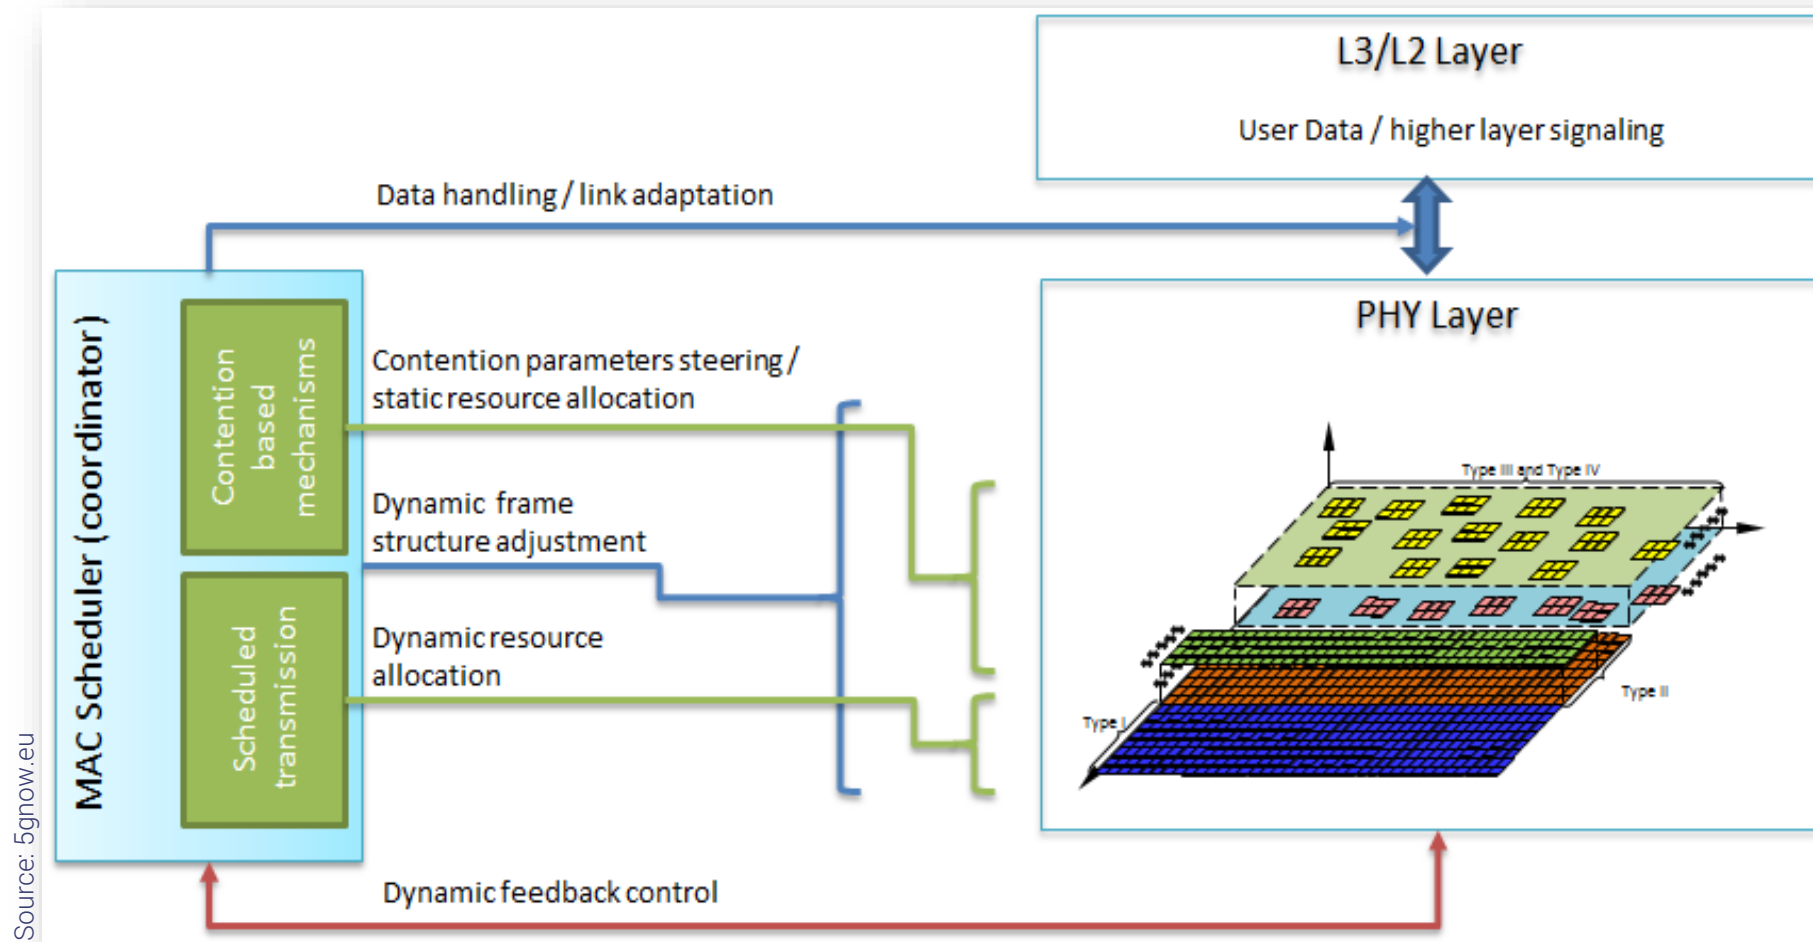 L3/L2 Layer
User Data / higher layer signaling
Data handling / link adaptation
PHY Layer
MAC Scheduler (coordinator)
Contention
based
mechanisms
Contention parameters steering /
static resource allocation
Dynamic frame
structure adjustment
Scheduled
transmission
Dynamic resource
allocation
Type III and Type IV
Type II
Type I
Dynamic feedback control
Source: 5gnow.eu